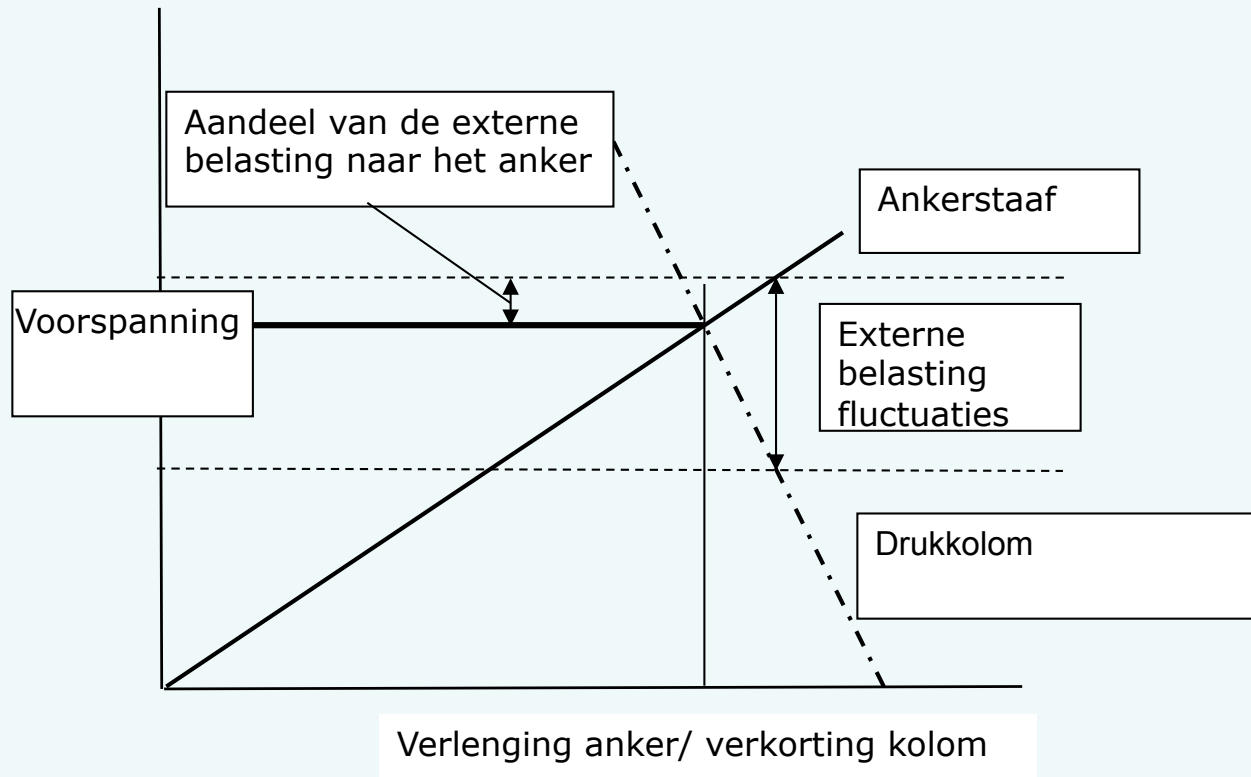 Aandeel van de externe
belasting naar het anker
Ankerstaaf
Voorspanning
Externe
belasting
fluctuaties
Drukkolom
Verlenging anker/ verkorting kolom